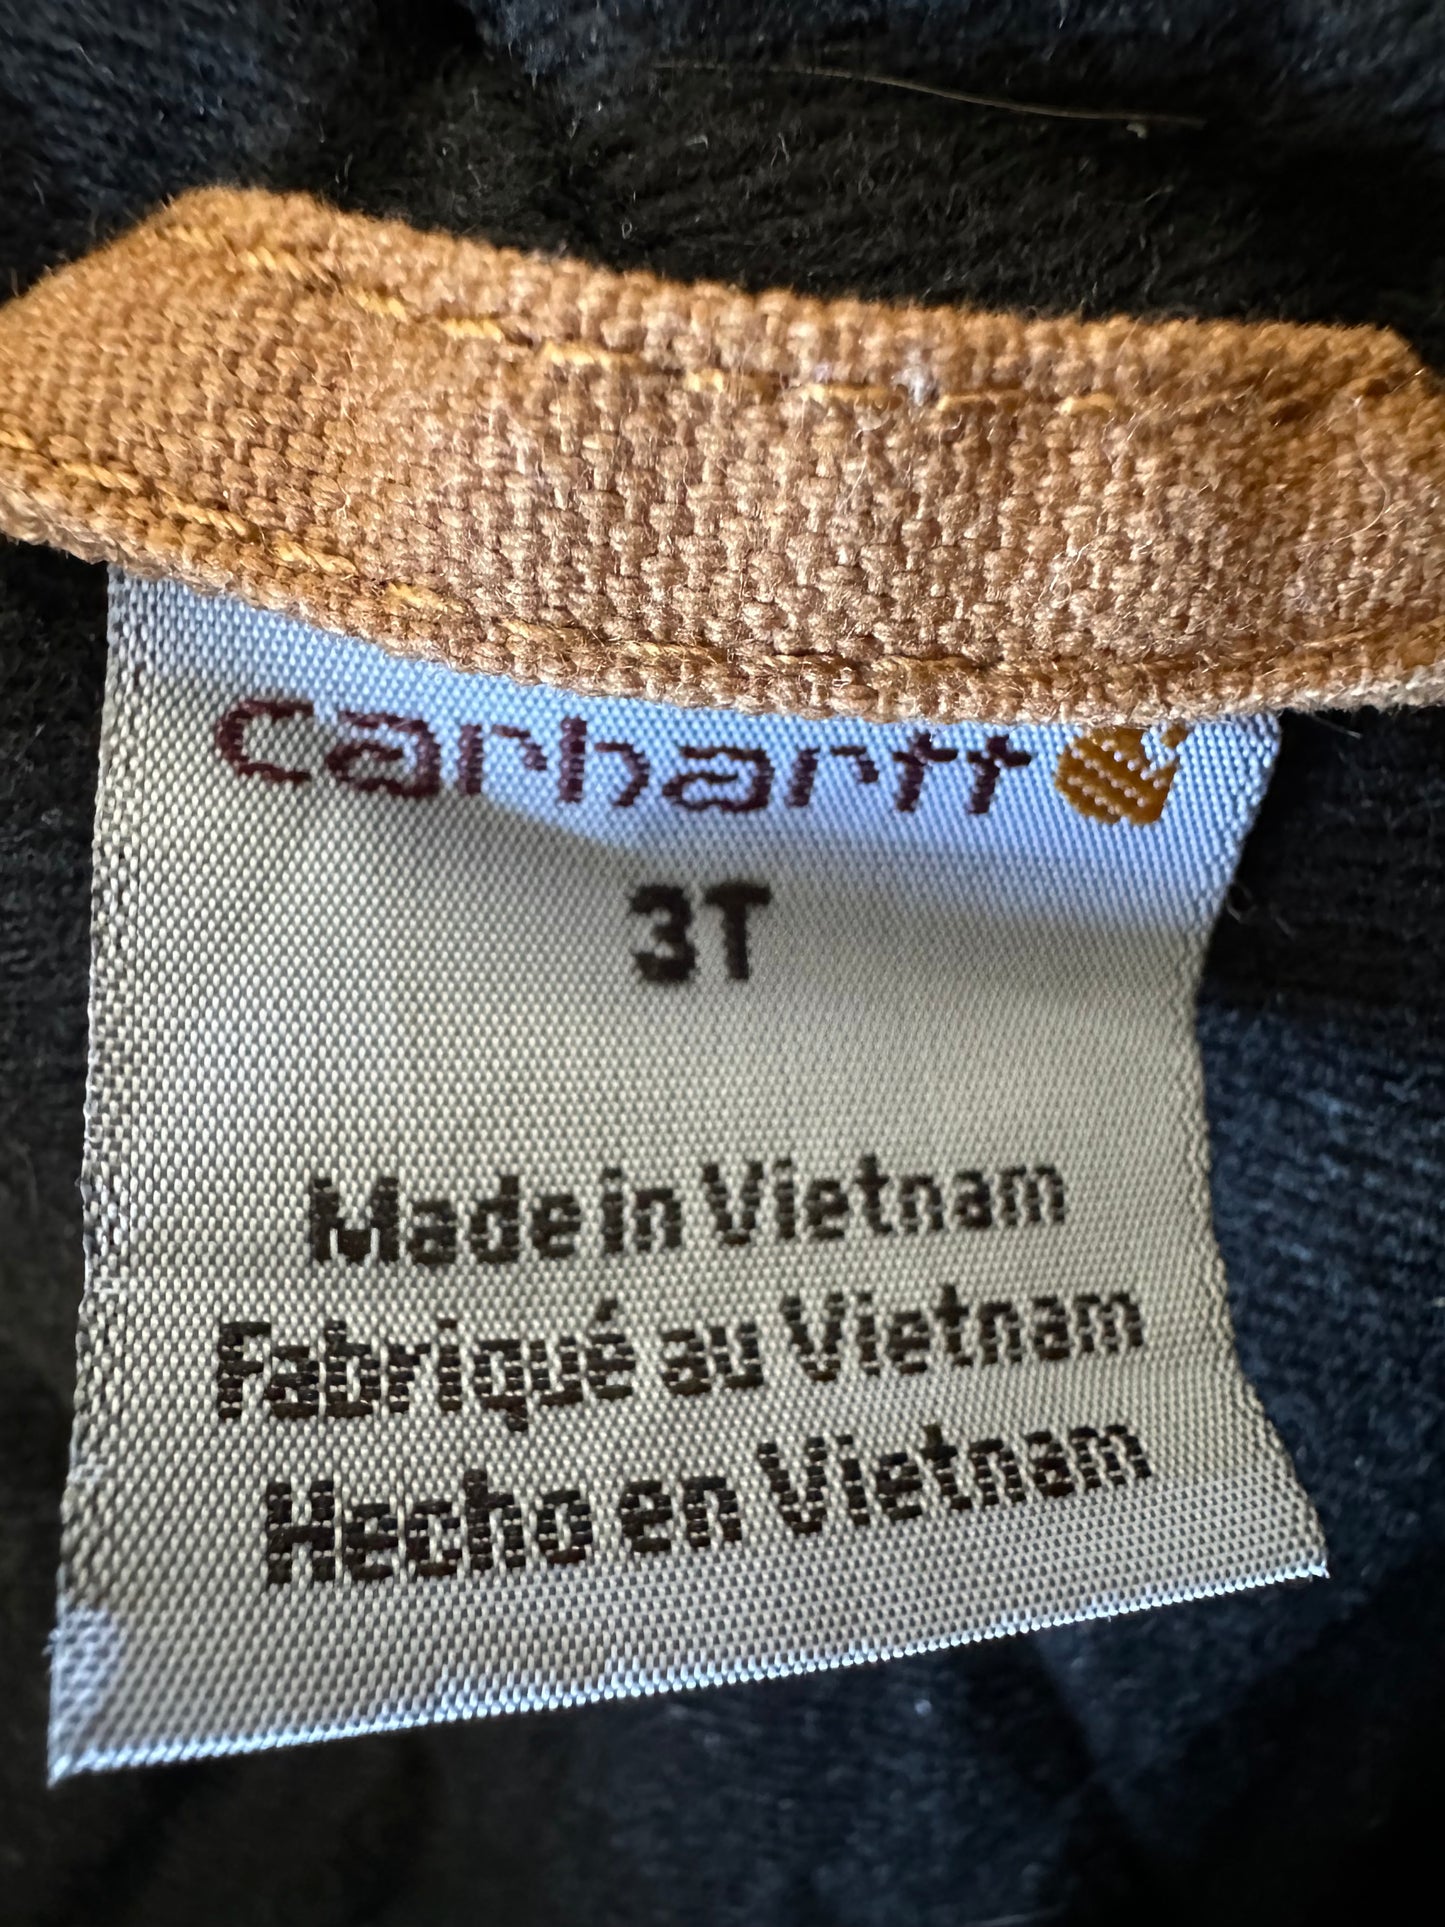 carhartt
3T
Made in Vietnam
Fabriqué au Vietnam
Hecho en Vietnam